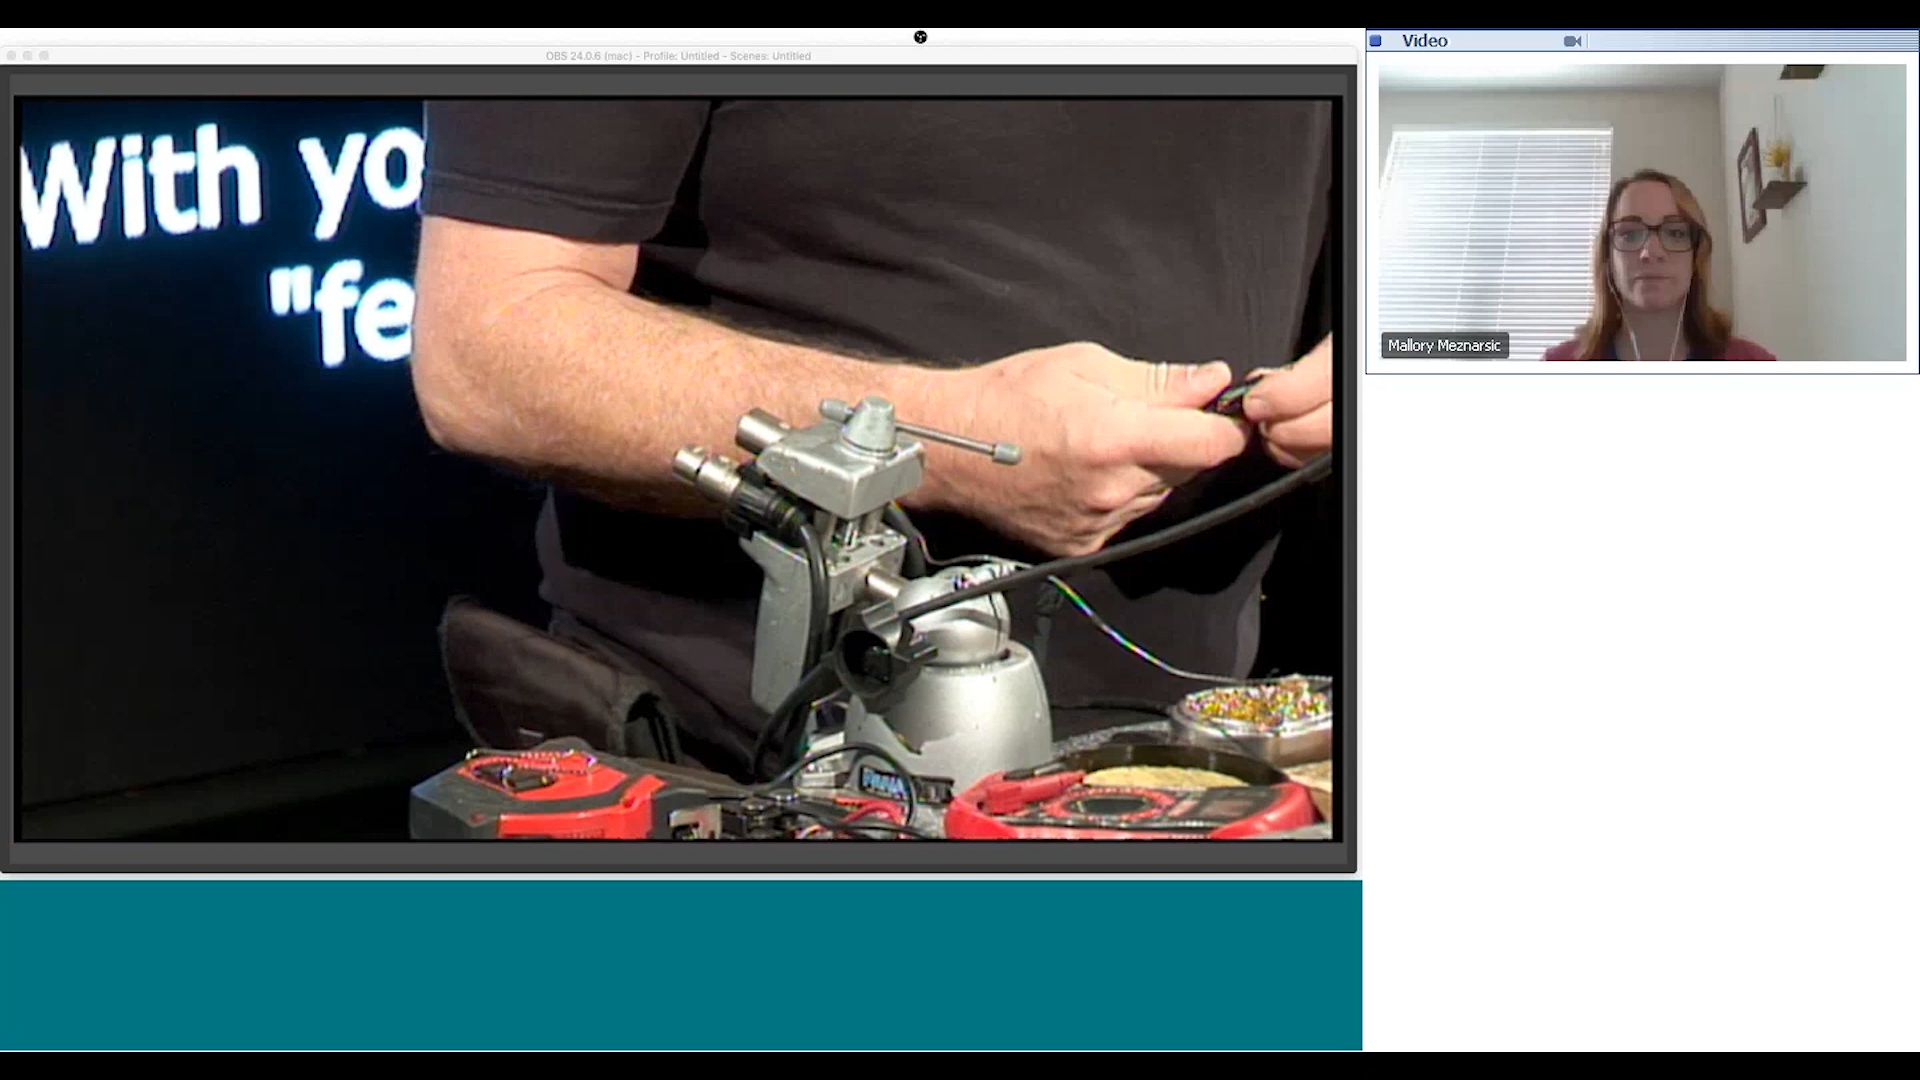 OBS 24.0.6 (mac) - Profile: Untitled - Scenes: Untitled
Video
With yo
"fe
Mallory Meznarsic